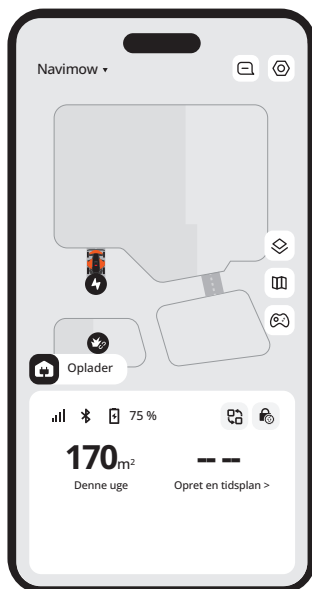 Navimow
Oplader
75 %
170m²
-- --
Denne uge
Opret en tidsplan >